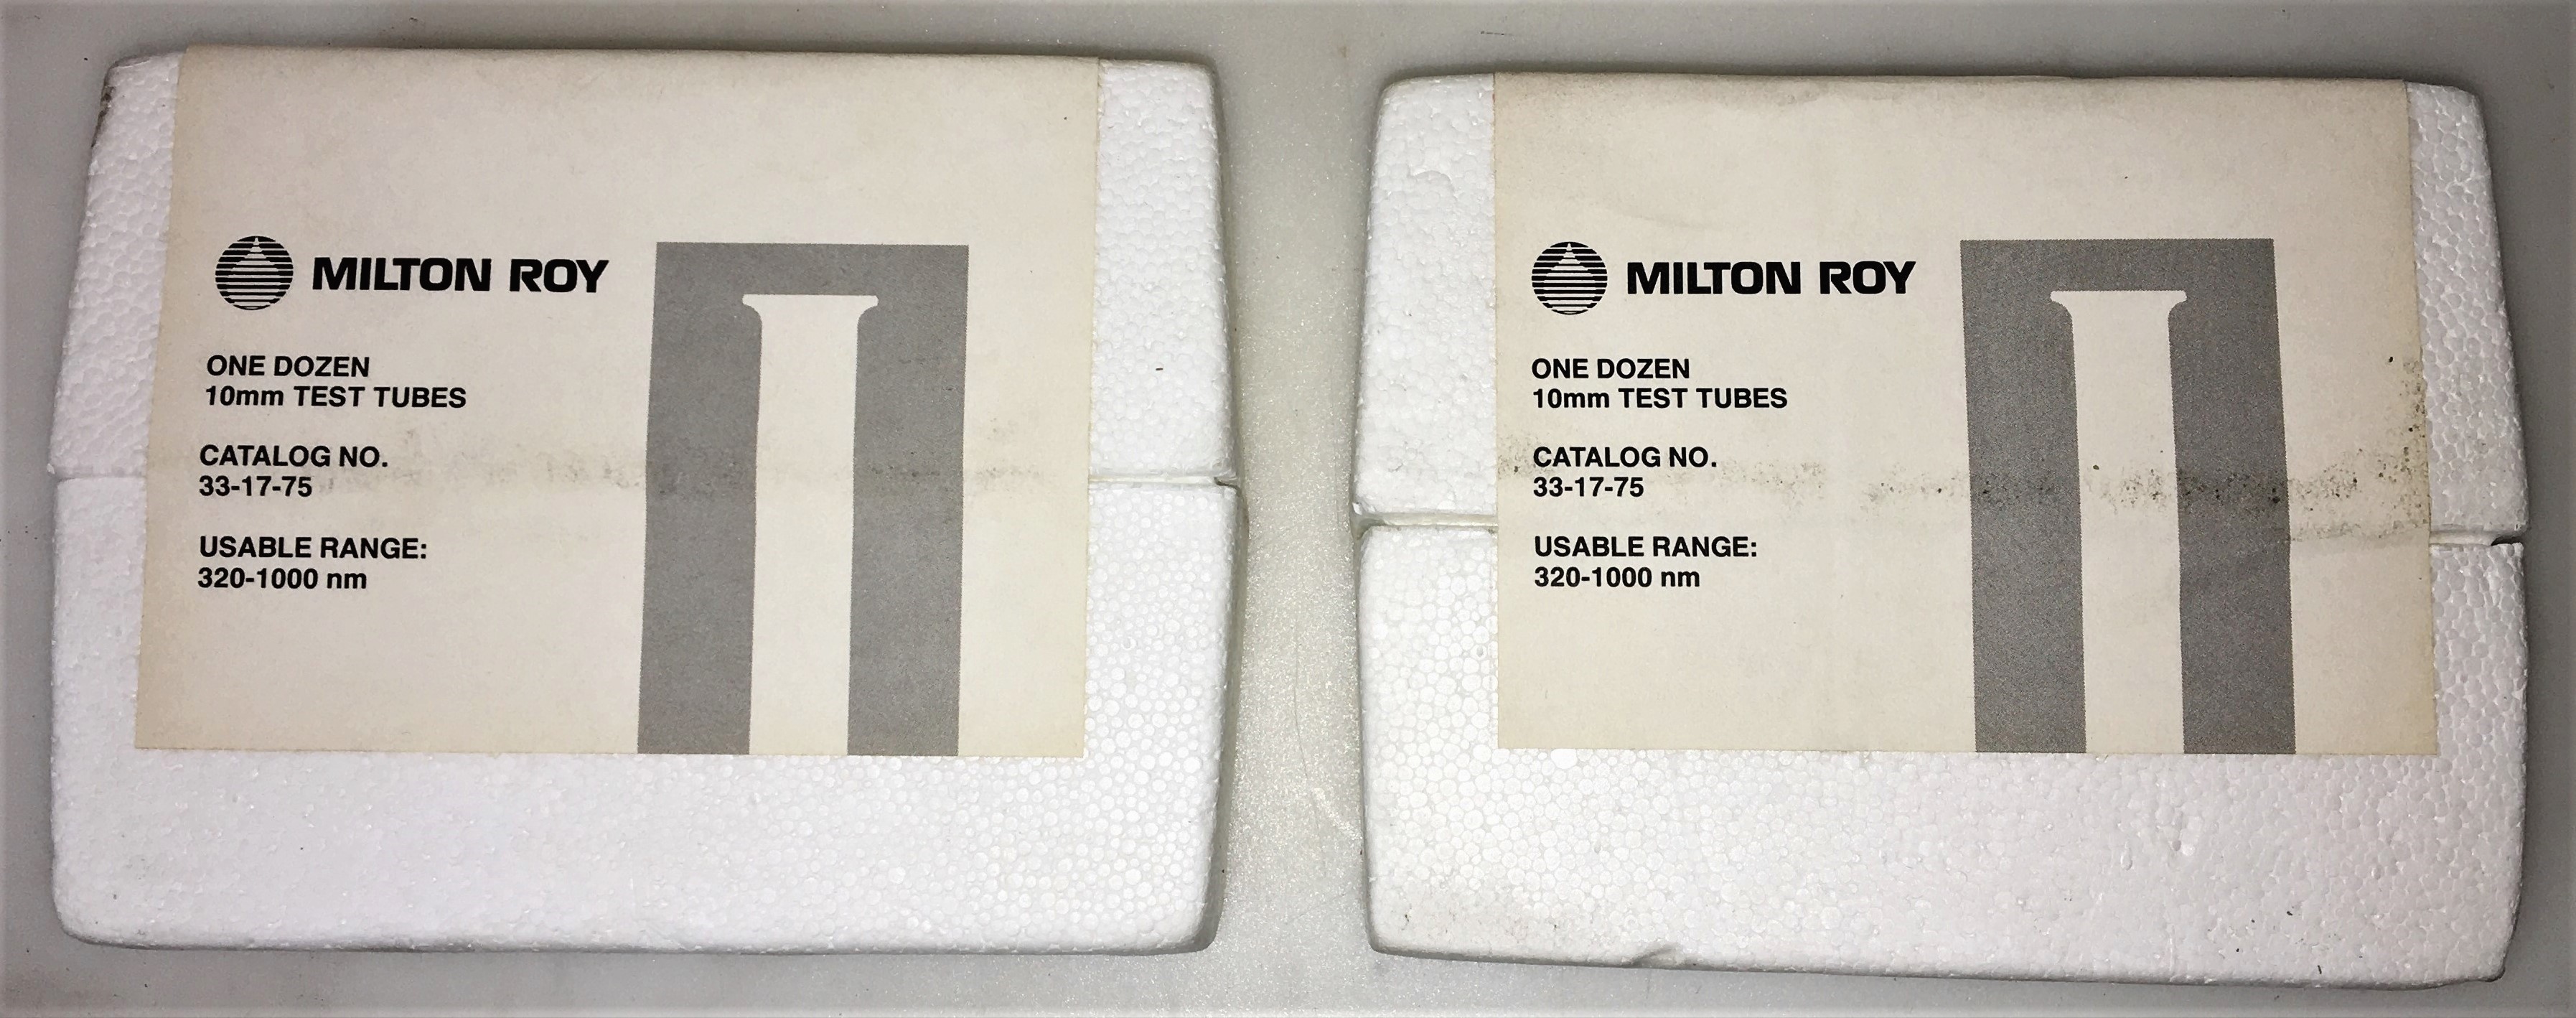 MILTON ROY
ONE DOZEN
10mm TEST TUBES
CATALOG NO.
33-17-75
USABLE RANGE:
320-1000 nm
MILTON ROY
ONE DOZEN
10mm TEST TUBES
CATALOG NO.
33-17-75
USABLE RANGE:
320-1000 nm